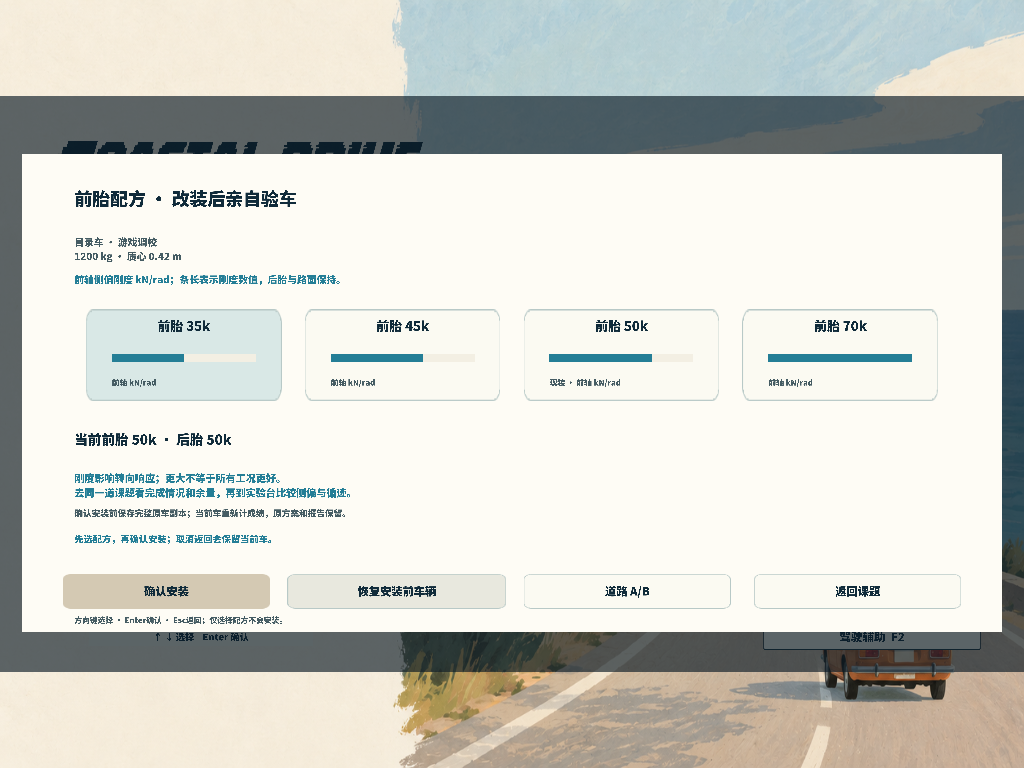 COASTAL DRIVE
前胎配方 · 改装后亲自验车
目录车 · 游戏调校
1200 kg · 质心 0.42 m
前轴侧偏刚度 kN/rad；条长表示刚度数值，后胎与路面保持。
前胎 35k
前轴 kN/rad
前胎 45k
前轴 kN/rad
前胎 50k
现装 · 前轴 kN/rad
前胎 70k
前轴 kN/rad
当前前胎 50k · 后胎 50k
刚度影响转向响应；更大不等于所有工况更好。
去同一道课题看完成情况和余量，再到实验台比较侧偏与循迹。
确认安装前保存完整原车副本；当前车重新计成绩，原方案和报告保留。
先选配方，再确认安装；取消返回去保留当前车。
确认安装
恢复安装前车辆
道路 A/B
返回课题
方向键选择 · Enter确认 · Esc返回；仅选择配方不会安装。
↑ ↓ 选择 Enter 确认
驾驶辅助 F2